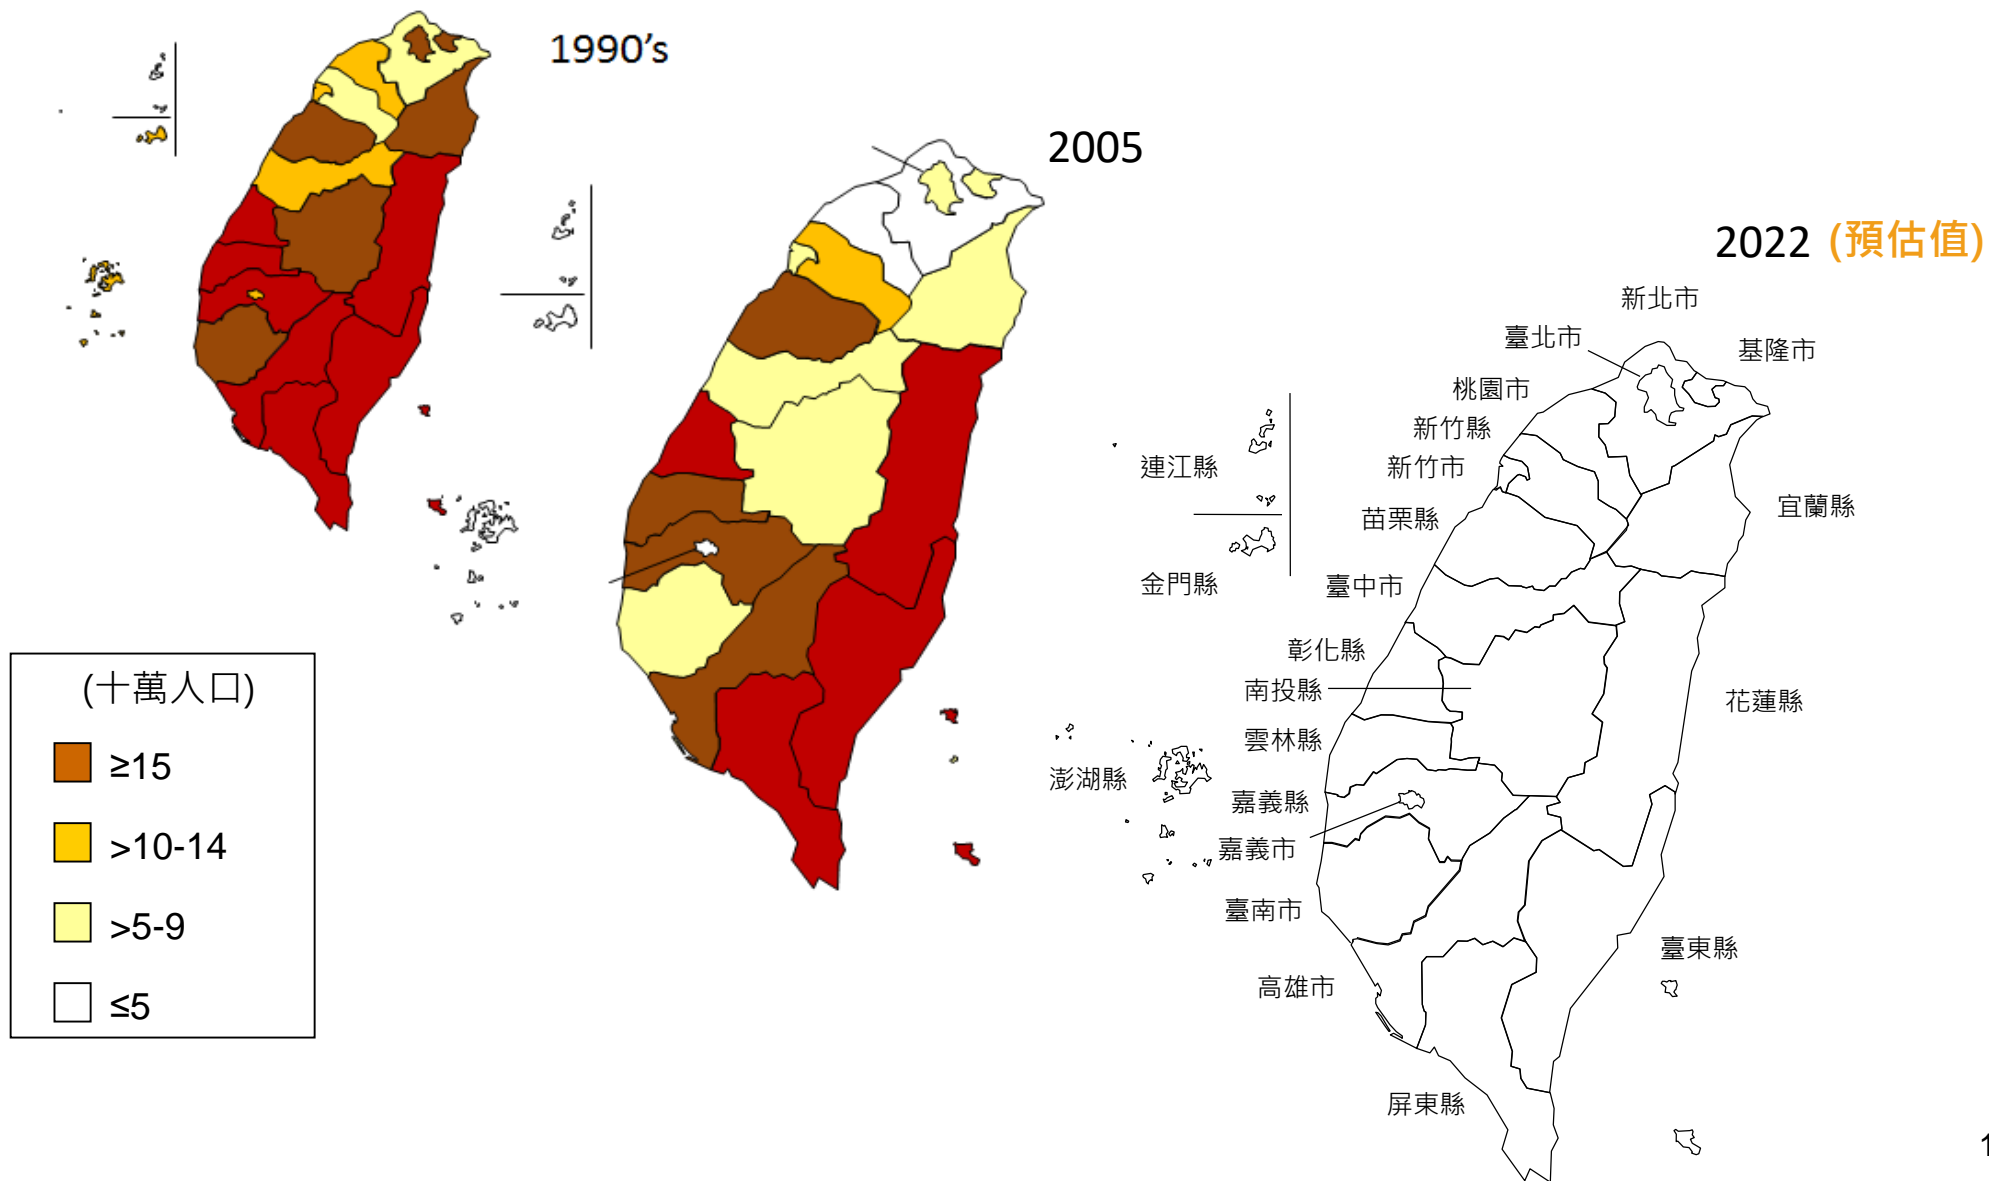 1990’s
2005
2022 (預估值)
新北市
臺北市
基隆市
桃園市
新竹縣
連江縣
新竹市
宜蘭縣
苗栗縣
金門縣
臺中市
彰化縣
南投縣
花蓮縣
雲林縣
澎湖縣
嘉義縣
嘉義市
臺南市
臺東縣
高雄市
屏東縣
(十萬人口)
≥15
>10-14
>5-9
≤5
1